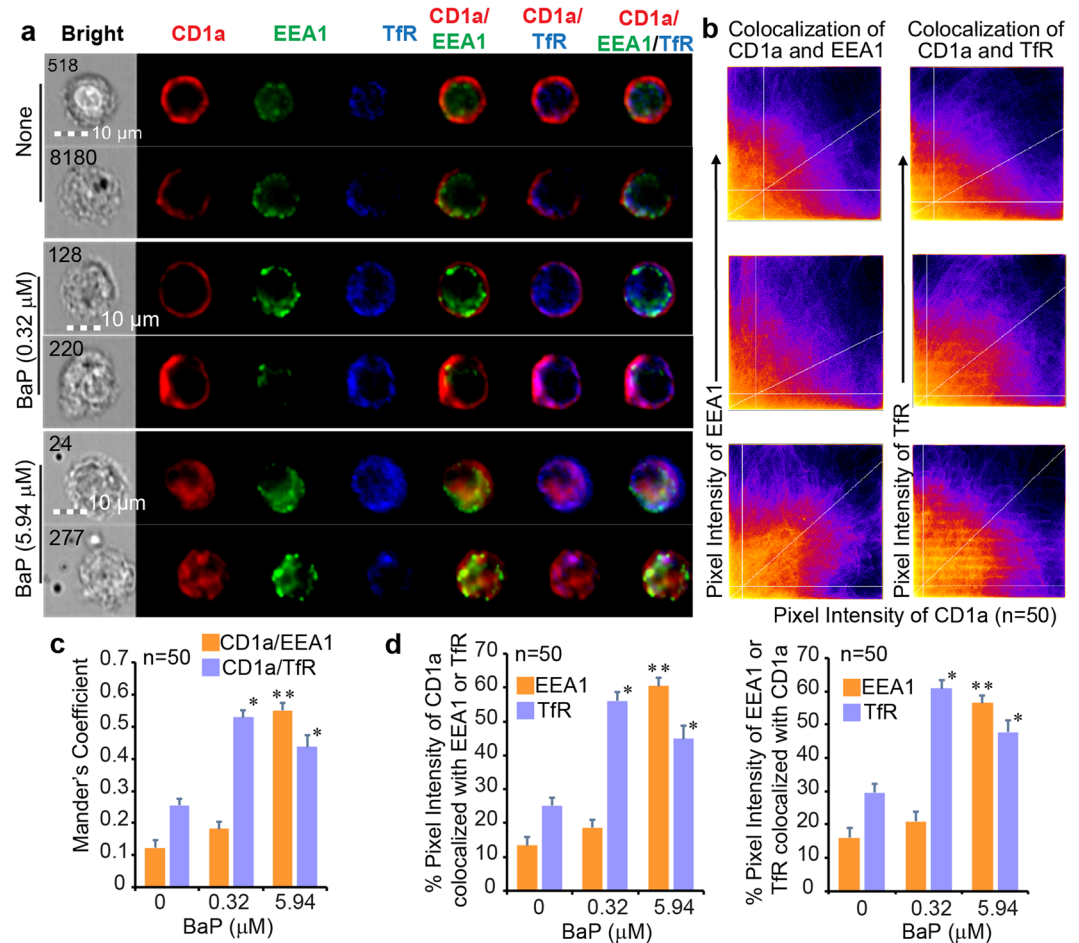 a
Bright
CD1a
EEA1
TfR
CD1a/
EEA1
CD1a/
TfR
CD1a/
EEA1/TfR
None
518
10 μm
8180
BaP (0.32 μM)
128
10 μm
220
BaP (5.94 μM)
24
10 μm
277
b
Colocalization of
CD1a and EEA1
Colocalization of
CD1a and TfR
Pixel Intensity of EEA1
Pixel Intensity of TfR
Pixel Intensity of CD1a (n=50)
c
n=50
CD1a/EEA1
CD1a/TfR
Mander's Coefficient
0.7
0.6
0.5
0.4
0.3
0.2
0.1
0
*
**
*
0
0.32
5.94
BaP (μM)
d
n=50
EEA1
TfR
% Pixel Intensity of CD1a
colocalized with EEA1 or TfR
70
60
50
40
30
20
10
0
*
**
*
0
0.32
5.94
BaP (μM)
n=50
EEA1
TfR
% Pixel Intensity of EEA1 or
TfR colocalized with CD1a
70
60
50
40
30
20
10
0
*
**
*
0
0.32
5.94
BaP (μM)